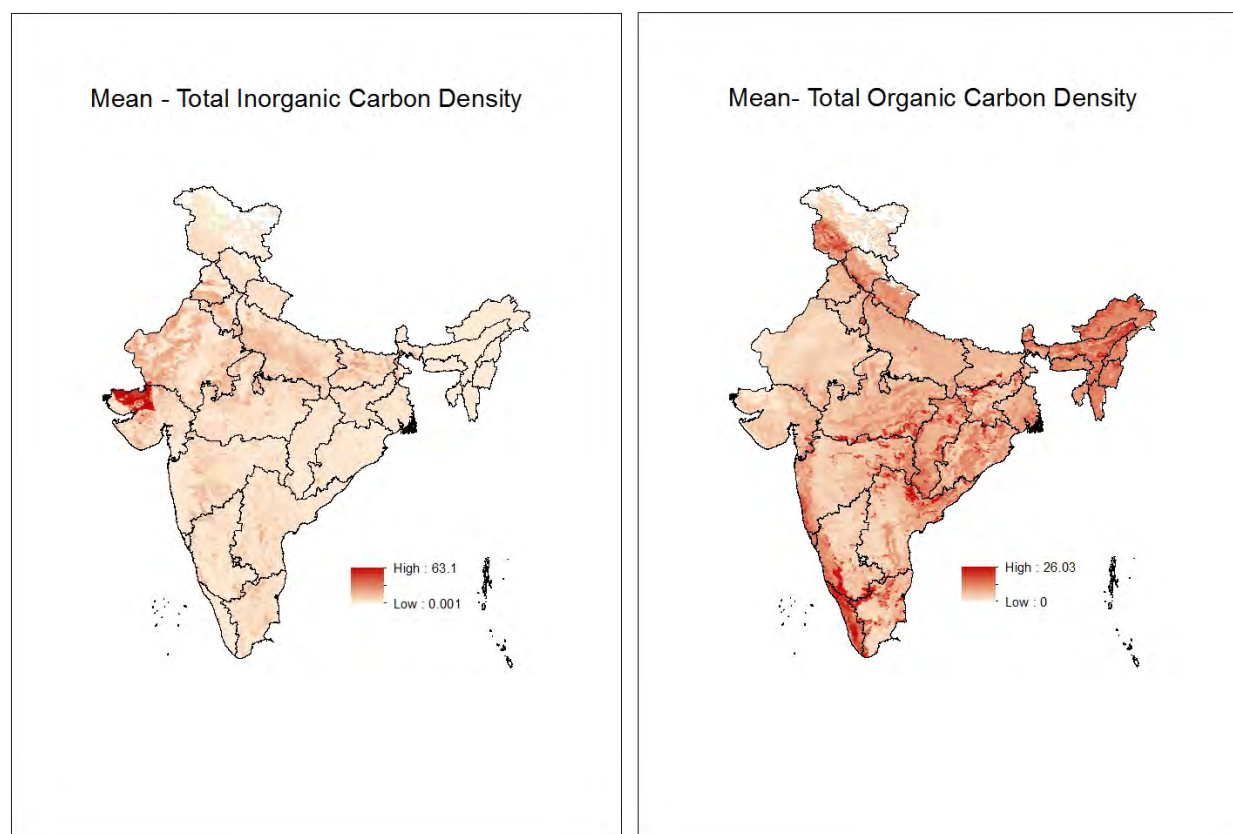 Mean - Total Inorganic Carbon Density
High : 63.1
Low : 0.001
Mean- Total Organic Carbon Density
High : 26.03
Low : 0